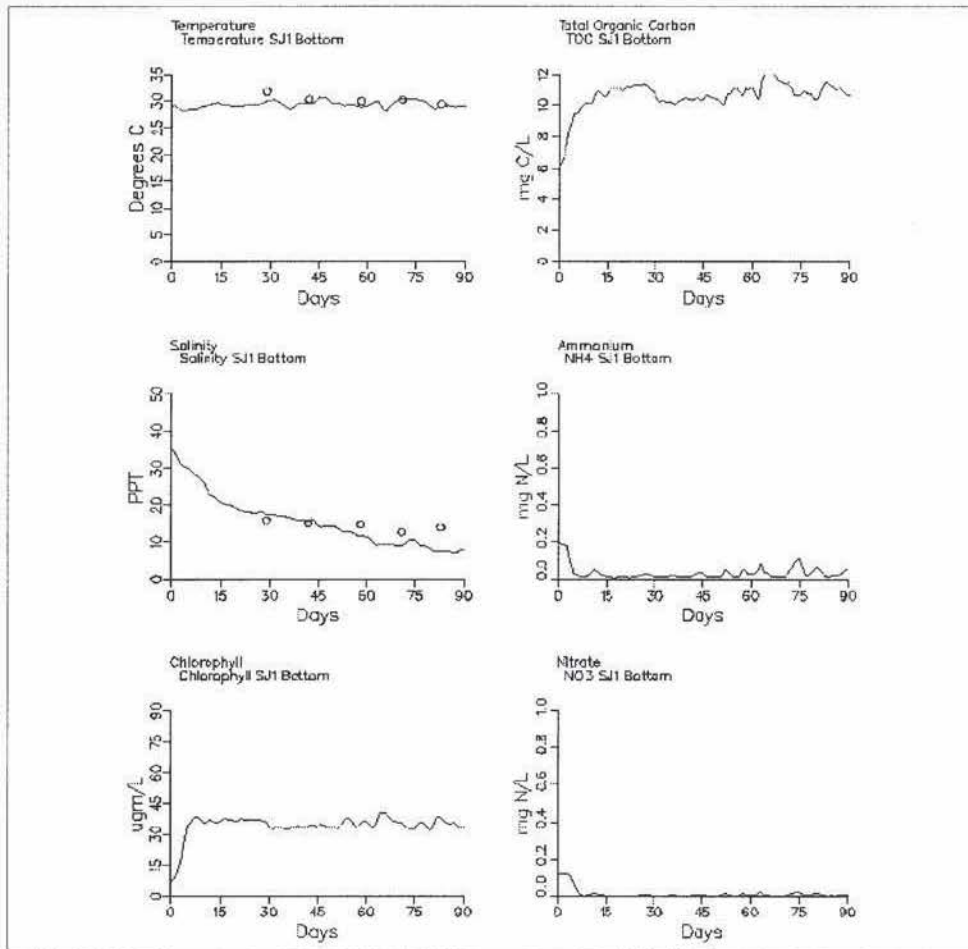 Temperature
Temperature SJ1 Bottom
Degrees C
0 5 10 15 20 25 30 35
0 15 30 45 60 75 90
Days
Total Organic Carbon
TOC SJ1 Bottom
mg C/L
0 2 4 6 8 10 12
0 15 30 45 60 75 90
Days
Salinity
Salinity SJ1 Bottom
PPT
0 10 20 30 40 50
0 15 30 45 60 75 90
Days
Ammonium
NH4 SJ1 Bottom
mg N/L
0.0 0.2 0.4 0.6 0.8 1.0
0 15 30 45 60 75 90
Days
Chlorophyll
Chlorophyll SJ1 Bottom
ugm/L
0 15 30 45 60 75 90
0 15 30 45 60 75 90
Days
Nitrate
NO3 SJ1 Bottom
mg N/L
0.0 0.2 0.4 0.6 0.8 1.0
0 15 30 45 60 75 90
Days